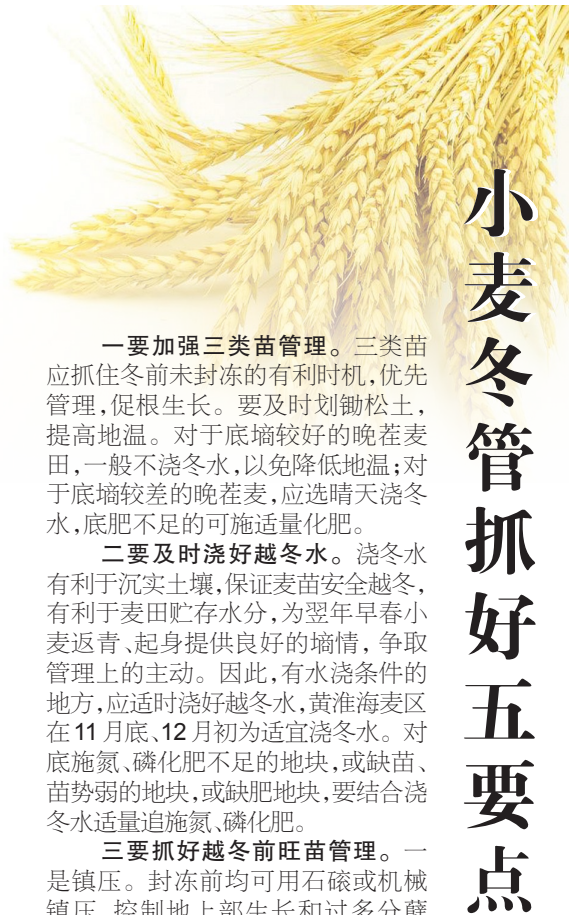 小麦冬管抓好五要点
一要加强三类苗管理。三类苗
应抓住冬前未封冻的有利时机,优先
管理,促根生长。要及时划锄松土,
提高地温。对于底墒较好的晚茬麦
田,一般不浇冬水,以免降低地温;对
于底墒较差的晚茬麦,应选晴天浇冬
水,底肥不足的可施适量化肥。
二要及时浇好越冬水。浇冬水
有利于沉实土壤,保证麦苗安全越冬,
有利于麦田贮存水分,为翌年早春小
麦返青、起身提供良好的墒情,争取
管理上的主动。因此,有水浇条件的
地方,应适时浇好越冬水,黄淮海麦区
在11月底、12月初为适宜浇冬水。对
底施氮、磷化肥不足的地块,或缺苗、
苗势弱的地块,或缺肥地块,要结合浇
冬水适量追施氮、磷化肥。
三要抓好越冬前旺苗管理。一
是镇压。封冻前均可用石磙或机械
镇压,控制地上部生长和过多分蘖